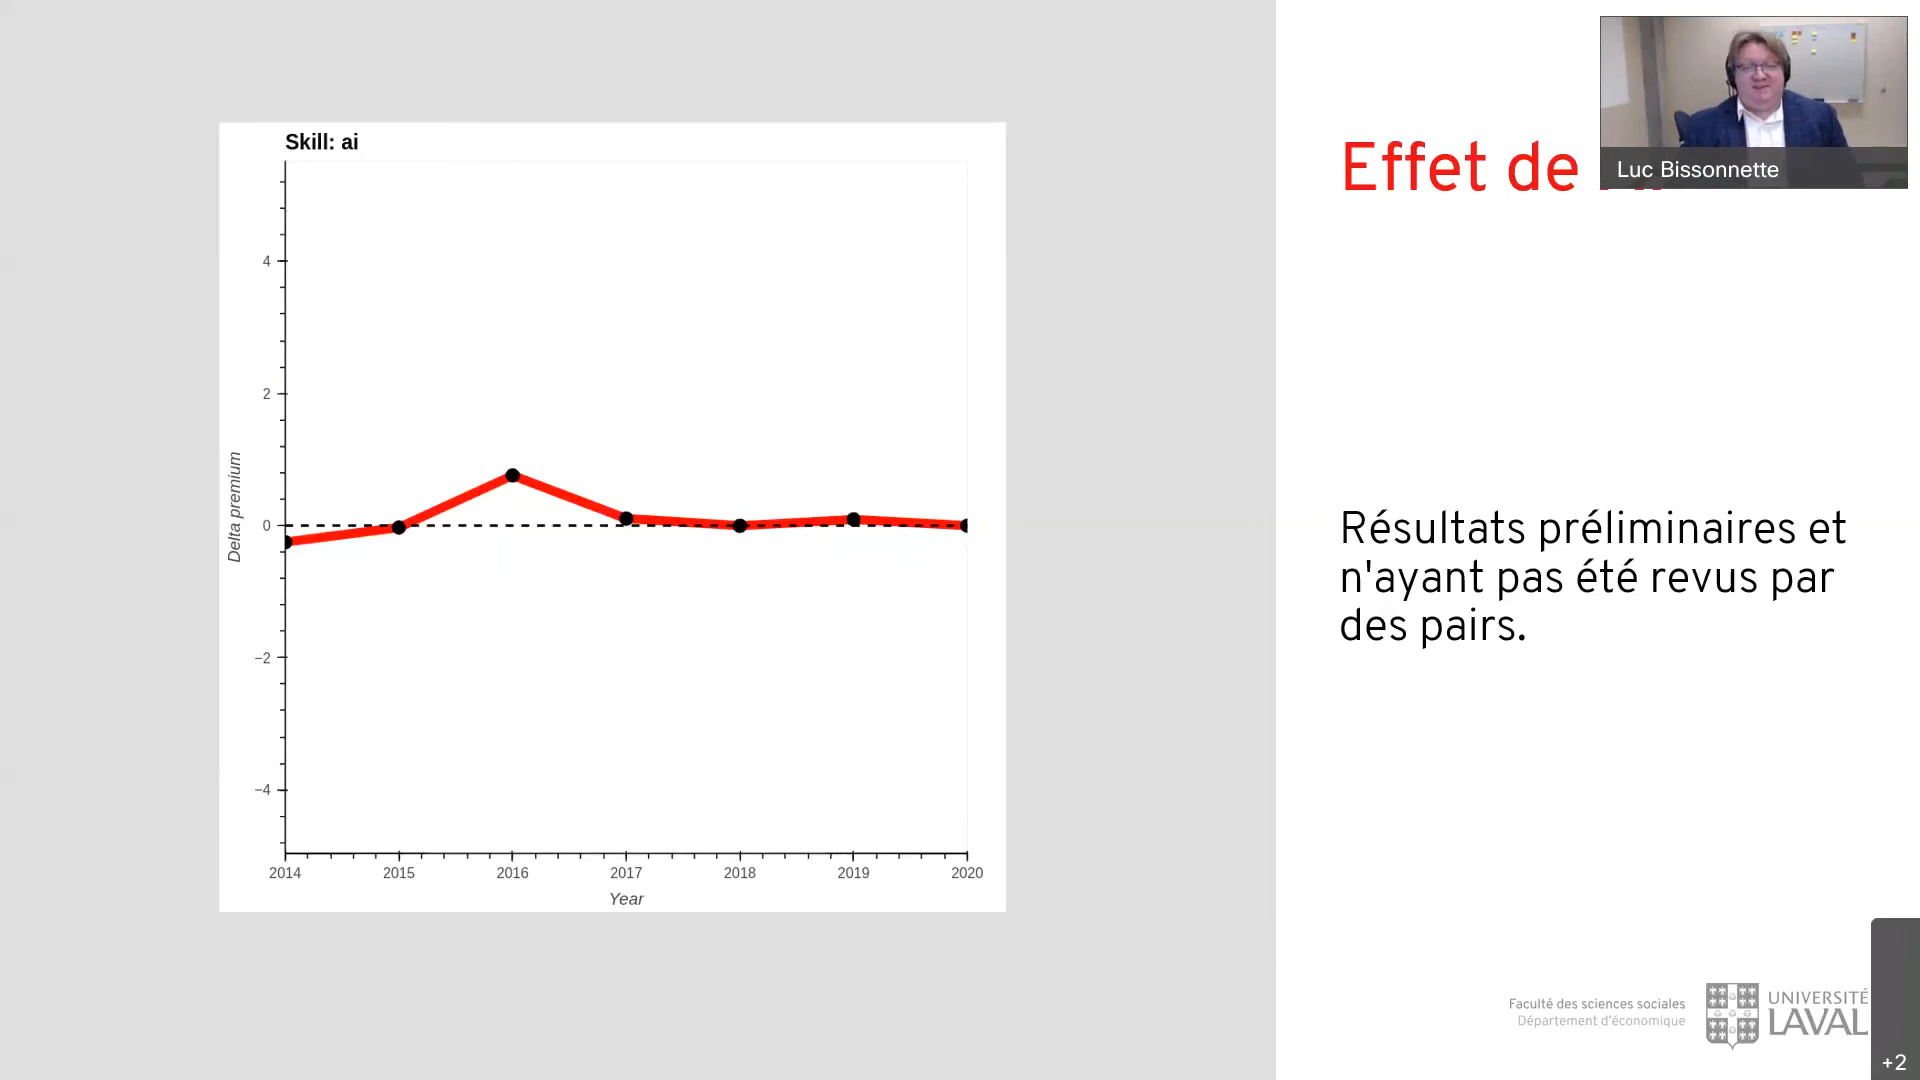 Skill: ai
4
2
0
−2
−4
Delta premium
2014 2015 2016 2017 2018 2019 2020
Year
Effet de
Luc Bissonnette
Résultats préliminaires et
n'ayant pas été revus par
des pairs.
Faculté des sciences sociales
Département d'économique
UNIVERSITÉ
LAVAL
+2